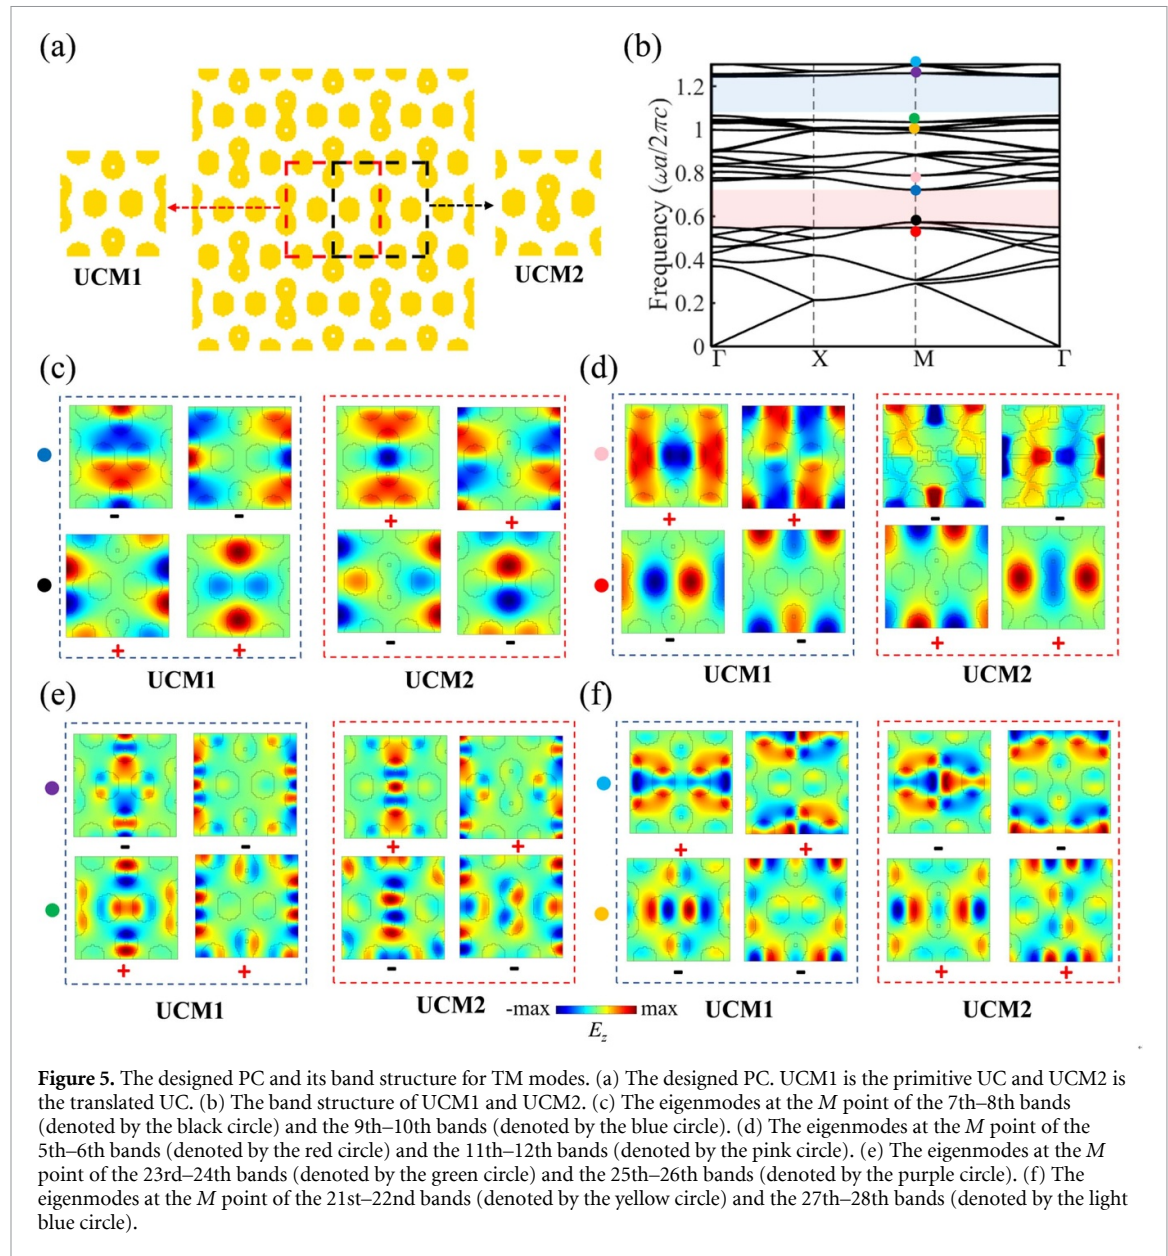 (a)
(b)
UCM1
UCM2
Frequency (ωa/2πc)
1.2
1
0.8
0.6
0.4
0.2
0
Γ
X
M
Γ
(c)
(d)
- - + +
+ + - -
UCM1
UCM2
+ + - -
- - + +
UCM1
UCM2
(e)
(f)
- - + +
+ + - -
UCM1
UCM2
+ + - -
- - + +
UCM1
UCM2
-max
max
E_z
Figure 5. The designed PC and its band structure for TM modes. (a) The designed PC. UCM1 is the primitive UC and UCM2 is
the translated UC. (b) The band structure of UCM1 and UCM2. (c) The eigenmodes at the M point of the 7th–8th bands
(denoted by the black circle) and the 9th–10th bands (denoted by the blue circle). (d) The eigenmodes at the M point of the
5th–6th bands (denoted by the red circle) and the 11th–12th bands (denoted by the pink circle). (e) The eigenmodes at the M
point of the 23rd–24th bands (denoted by the green circle) and the 25th–26th bands (denoted by the purple circle). (f) The
eigenmodes at the M point of the 21st–22nd bands (denoted by the yellow circle) and the 27th–28th bands (denoted by the light
blue circle).